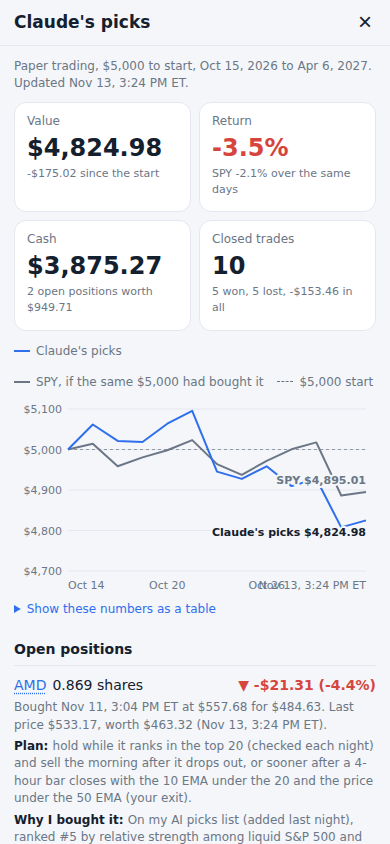 Claude's picks ✕
Paper trading, $5,000 to start, Oct 15, 2026 to Apr 6, 2027.
Updated Nov 13, 3:24 PM ET.
Value
$4,824.98
-$175.02 since the start
Return
-3.5%
SPY -2.1% over the same
days
Cash
$3,875.27
2 open positions worth
$949.71
Closed trades
10
5 won, 5 lost, -$153.46 in
all
Claude's picks
SPY, if the same $5,000 had bought it
$5,000 start
$5,100
$5,000
$4,900
$4,800
$4,700
SPY $4,895.01
Claude's picks $4,824.98
Oct 14
Oct 20
Oct 26
Nov 13, 3:24 PM ET
▶ Show these numbers as a table
Open positions
AMD 0.869 shares ▼ -$21.31 (-4.4%)
Bought Nov 11, 3:04 PM ET at $557.68 for $484.63. Last
price $533.17, worth $463.32 (Nov 13, 3:24 PM ET).
Plan: hold while it ranks in the top 20 (checked each night)
and sell the morning after it drops out, or sooner after a 4-
hour bar closes with the 10 EMA under the 20 and the price
under the 50 EMA (your exit).
Why I bought it: On my AI picks list (added last night),
ranked #5 by relative strength among liquid S&P 500 and